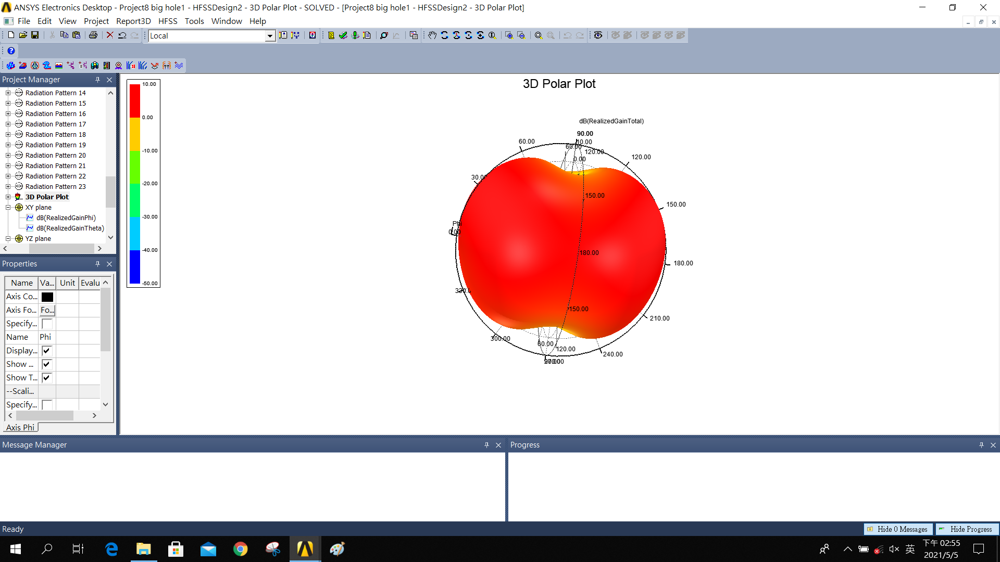 ANSYS Electronics Desktop - Project8 big hole1 - HFSSDesign2 - 3D Polar Plot - SOLVED - [Project8 big hole1 - HFSSDesign2 - 3D Polar Plot]
File Edit View Project Report3D HFSS Tools Window Help
Local
Project Manager
Radiation Pattern 14
Radiation Pattern 15
Radiation Pattern 16
Radiation Pattern 17
Radiation Pattern 18
Radiation Pattern 19
Radiation Pattern 20
Radiation Pattern 21
Radiation Pattern 22
Radiation Pattern 23
3D Polar Plot
XY plane
dB(RealizedGainPhi)
dB(RealizedGainTheta)
YZ plane
Properties
Name Va... Unit Evalu
Axis Co...
Axis Fo... Fo...
Specify...
Name Phi
Display...
Show ...
Show T...
--Scali...
Specify...
Axis Phi
10.00
0.00
-10.00
-20.00
-30.00
-40.00
-50.00
3D Polar Plot
dB(RealizedGainTotal)
90.00
60.00
10.00
60.00
120.00
120.00
0.00
30.00
150.00
150.00
Phi
0.00
180.00
180.00
150.00
210.00
300.00
60.00
120.00
240.00
Message Manager
Progress
Ready
Hide 0 Messages
Hide Progress
英
下午 02:55
2021/5/5